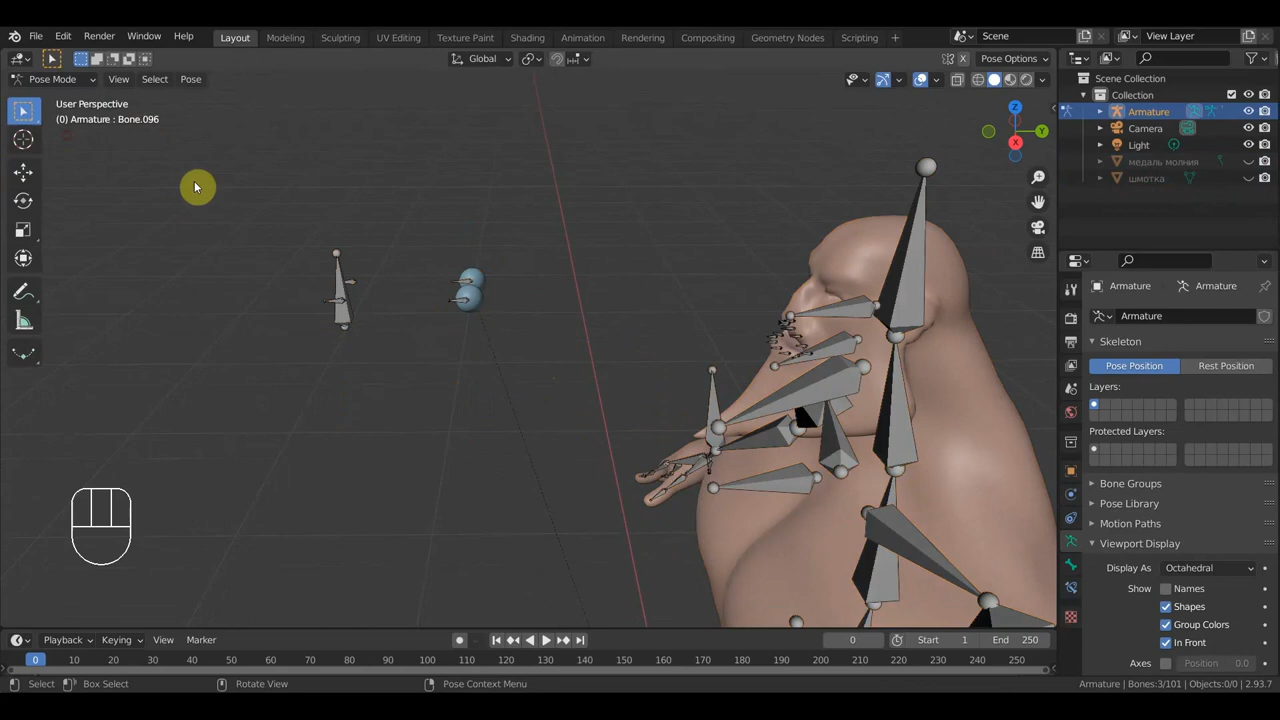 File Edit Render Window Help Layout Modeling Sculpting UV Editing Texture Paint Shading Animation Rendering Compositing Geometry Nodes Scripting + Scene View Layer
Global Pose Options
Pose Mode View Select Pose
User Perspective
(0) Armature : Bone.096
Z
Y
X
Scene Collection
Collection
Armature
Camera
Light
медаль молния
шмотка
Armature Armature
Armature
Skeleton
Pose Position Rest Position
Layers:
Protected Layers:
Bone Groups
Pose Library
Motion Paths
Viewport Display
Display As Octahedral
Show Names
Shapes
Group Colors
In Front
Axes Position 0.0
Playback Keying View Marker 0 Start 1 End 250
0 10 20 30 40 50 60 70 80 90 100 110 120 130 140 150 160 170 180 190 200 210 220 230 240 250
Select Box Select Rotate View Pose Context Menu Armature | Bones:3/101 | Objects:0/0 | 2.93.7